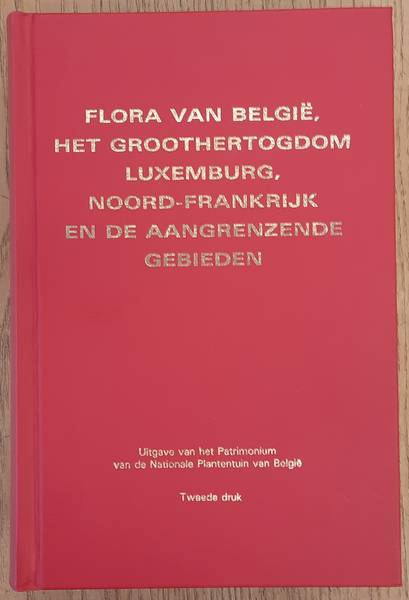 FLORA VAN BELGIË,
HET GROOTHERTOGDOM
LUXEMBURG,
NOORD-FRANKRIJK
EN DE AANGRENZENDE
GEBIEDEN
Uitgave van het Patrimonium
van de Nationale Plantentuin van België
Tweede druk